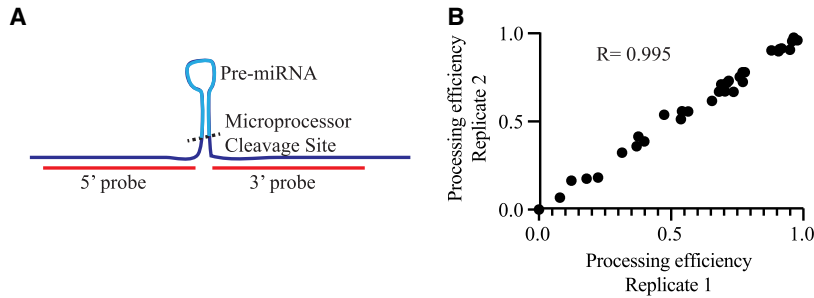 A
Pre-miRNA
Microprocessor
Cleavage Site
5’ probe
3’ probe
B
R= 0.995
Processing efficiency
Replicate 2
1.0
0.5
0.0
0.0
0.5
1.0
Processing efficiency
Replicate 1